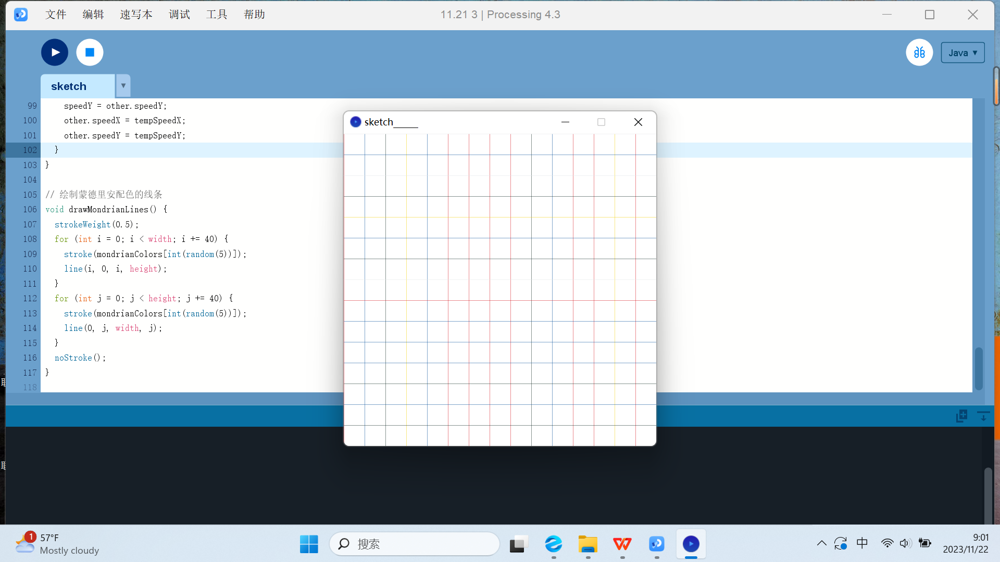 文件 编辑 速写本 调试 工具 帮助 11.21 3 | Processing 4.3
Java ▼
sketch ▼
99 speedY = other.speedY;
100 other.speedX = tempSpeedX;
101 other.speedY = tempSpeedY;
102 }
103 }
104
105 // 绘制蒙德里安配色的线条
106 void drawMondrianLines() {
107 strokeWeight(0.5);
108 for (int i = 0; i < width; i += 40) {
109 stroke(mondrianColors[int(random(5))]);
110 line(i, 0, i, height);
111 }
112 for (int j = 0; j < height; j += 40) {
113 stroke(mondrianColors[int(random(5))]);
114 line(0, j, width, j);
115 }
116 noStroke();
117 }
118
sketch_____
1
57°F
Mostly cloudy
搜索
中
9:01
2023/11/22